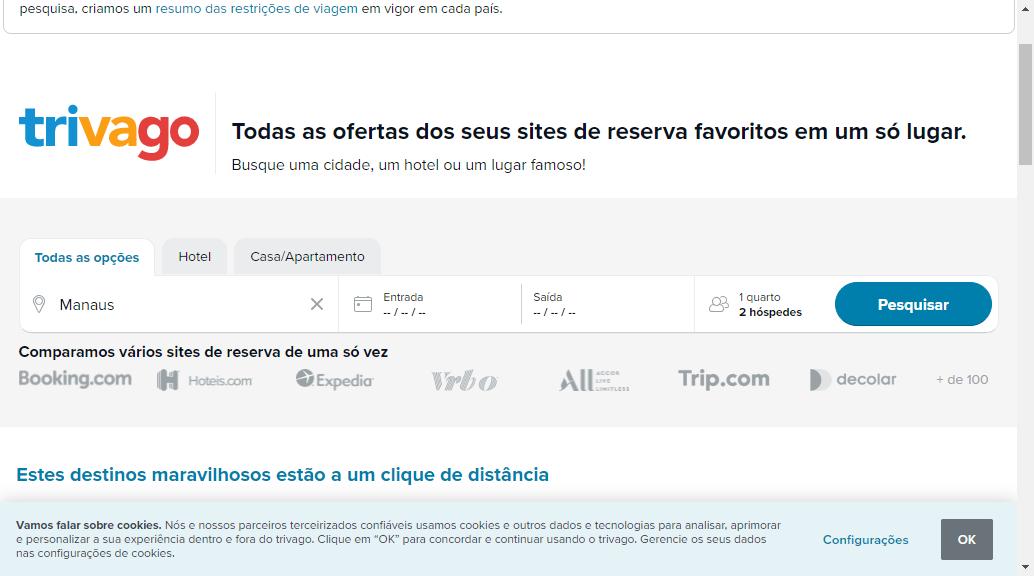 pesquisa, criamos um resumo das restrições de viagem em vigor em cada país.
trivago
Todas as ofertas dos seus sites de reserva favoritos em um só lugar.
Busque uma cidade, um hotel ou um lugar famoso!
Todas as opções
Hotel
Casa/Apartamento
Manaus
Entrada
-- / -- / --
Saída
-- / -- / --
1 quarto
2 hóspedes
Pesquisar
Comparamos vários sites de reserva de uma só vez
Booking.com
Hoteis.com
Expedia
Vrbo
ALL ACCOR LIVE LIMITLESS
Trip.com
decolar
+ de 100
Estes destinos maravilhosos estão a um clique de distância
Vamos falar sobre cookies. Nós e nossos parceiros terceirizados confiáveis usamos cookies e outros dados e tecnologias para analisar, aprimorar
e personalizar a sua experiência dentro e fora do trivago. Clique em “OK” para concordar e continuar usando o trivago. Gerencie os seus dados
nas configurações de cookies.
Configurações
OK